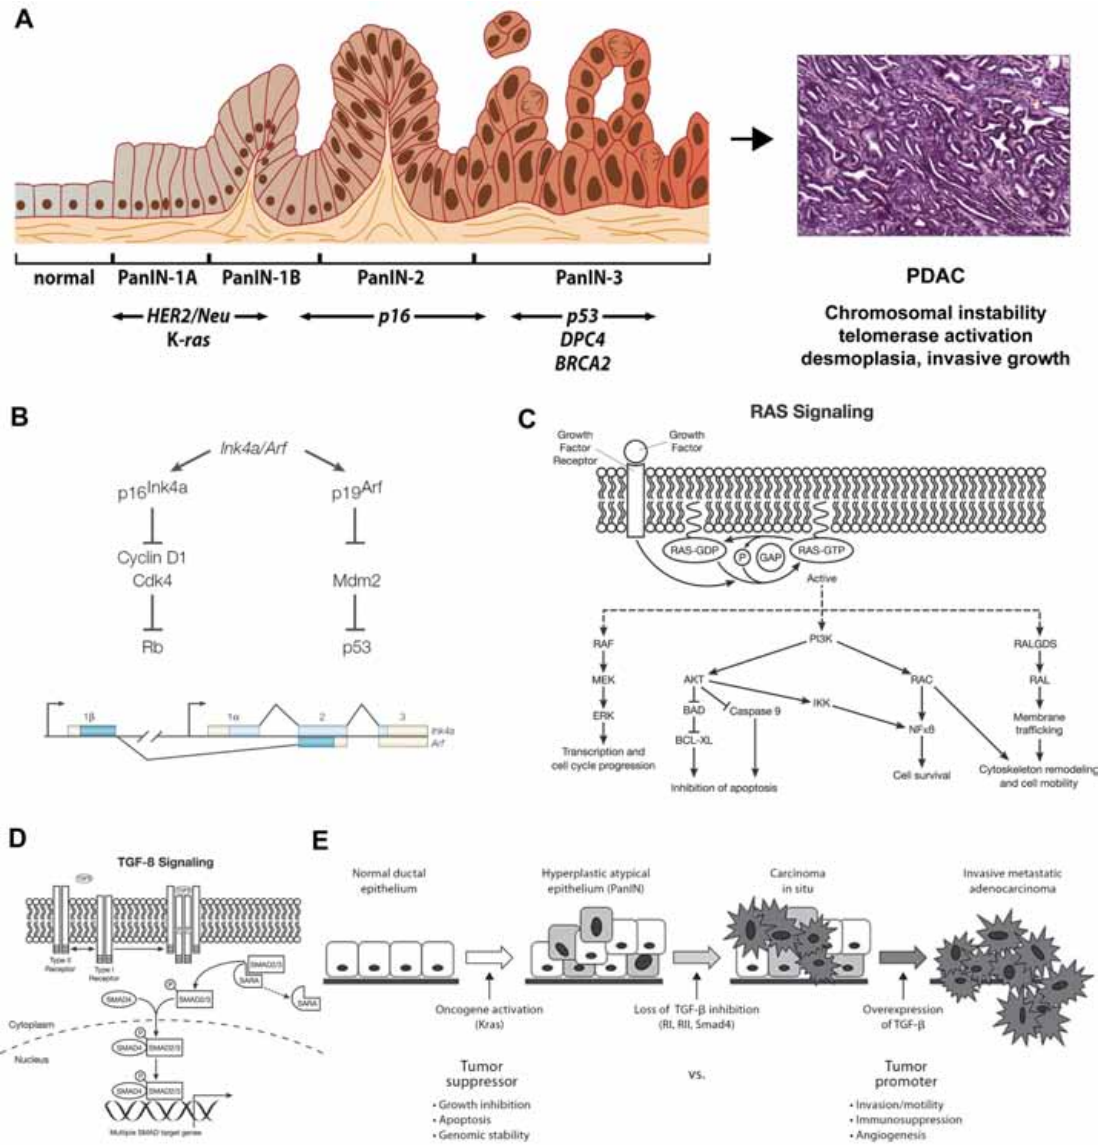 A
normal PanIN-1A PanIN-1B PanIN-2 PanIN-3
HER2/Neu
K-ras
p16
p53
DPC4
BRCA2
PDAC
Chromosomal instability
telomerase activation
desmoplasia, invasive growth
B
Ink4a/Arf
p16Ink4a
p19Arf
Cyclin D1
Cdk4
Mdm2
Rb
p53
1β
1α
2
3
Ink4a
Arf
C
RAS Signaling
Growth
Factor
Receptor
Growth
Factor
RAS-GDP
P
GAP
RAS-GTP
Active
RAF
MEK
ERK
Transcription and
cell cycle progression
PI3K
AKT
BAD
BCL-XL
Caspase 9
Inhibition of apoptosis
IKK
RAC
NFκB
Cell survival
RALGDS
RAL
Membrane
trafficking
Cytoskeleton remodeling
and cell mobility
D
TGF-8 Signaling
Type II
Receptor
Type I
Receptor
SMAD2/3
SARA
SARA
P
SMAD2/3
SMAD4
Cytoplasm
Nucleus
P
SMAD4 SMAD2/3
P
SMAD4 SMAD2/3
Multiple SMAD target genes
E
Normal ductal
epithelium
Hyperplastic atypical
epithelium (PanIN)
Carcinoma
in situ
Invasive metastatic
adenocarcinoma
Oncogene activation
(Kras)
Loss of TGF-β inhibition
(RI, RII, Smad4)
Overexpression
of TGF-β
Tumor
suppressor
• Growth inhibition
• Apoptosis
• Genomic stability
vs.
Tumor
promoter
• Invasion/motility
• Immunosuppression
• Angiogenesis